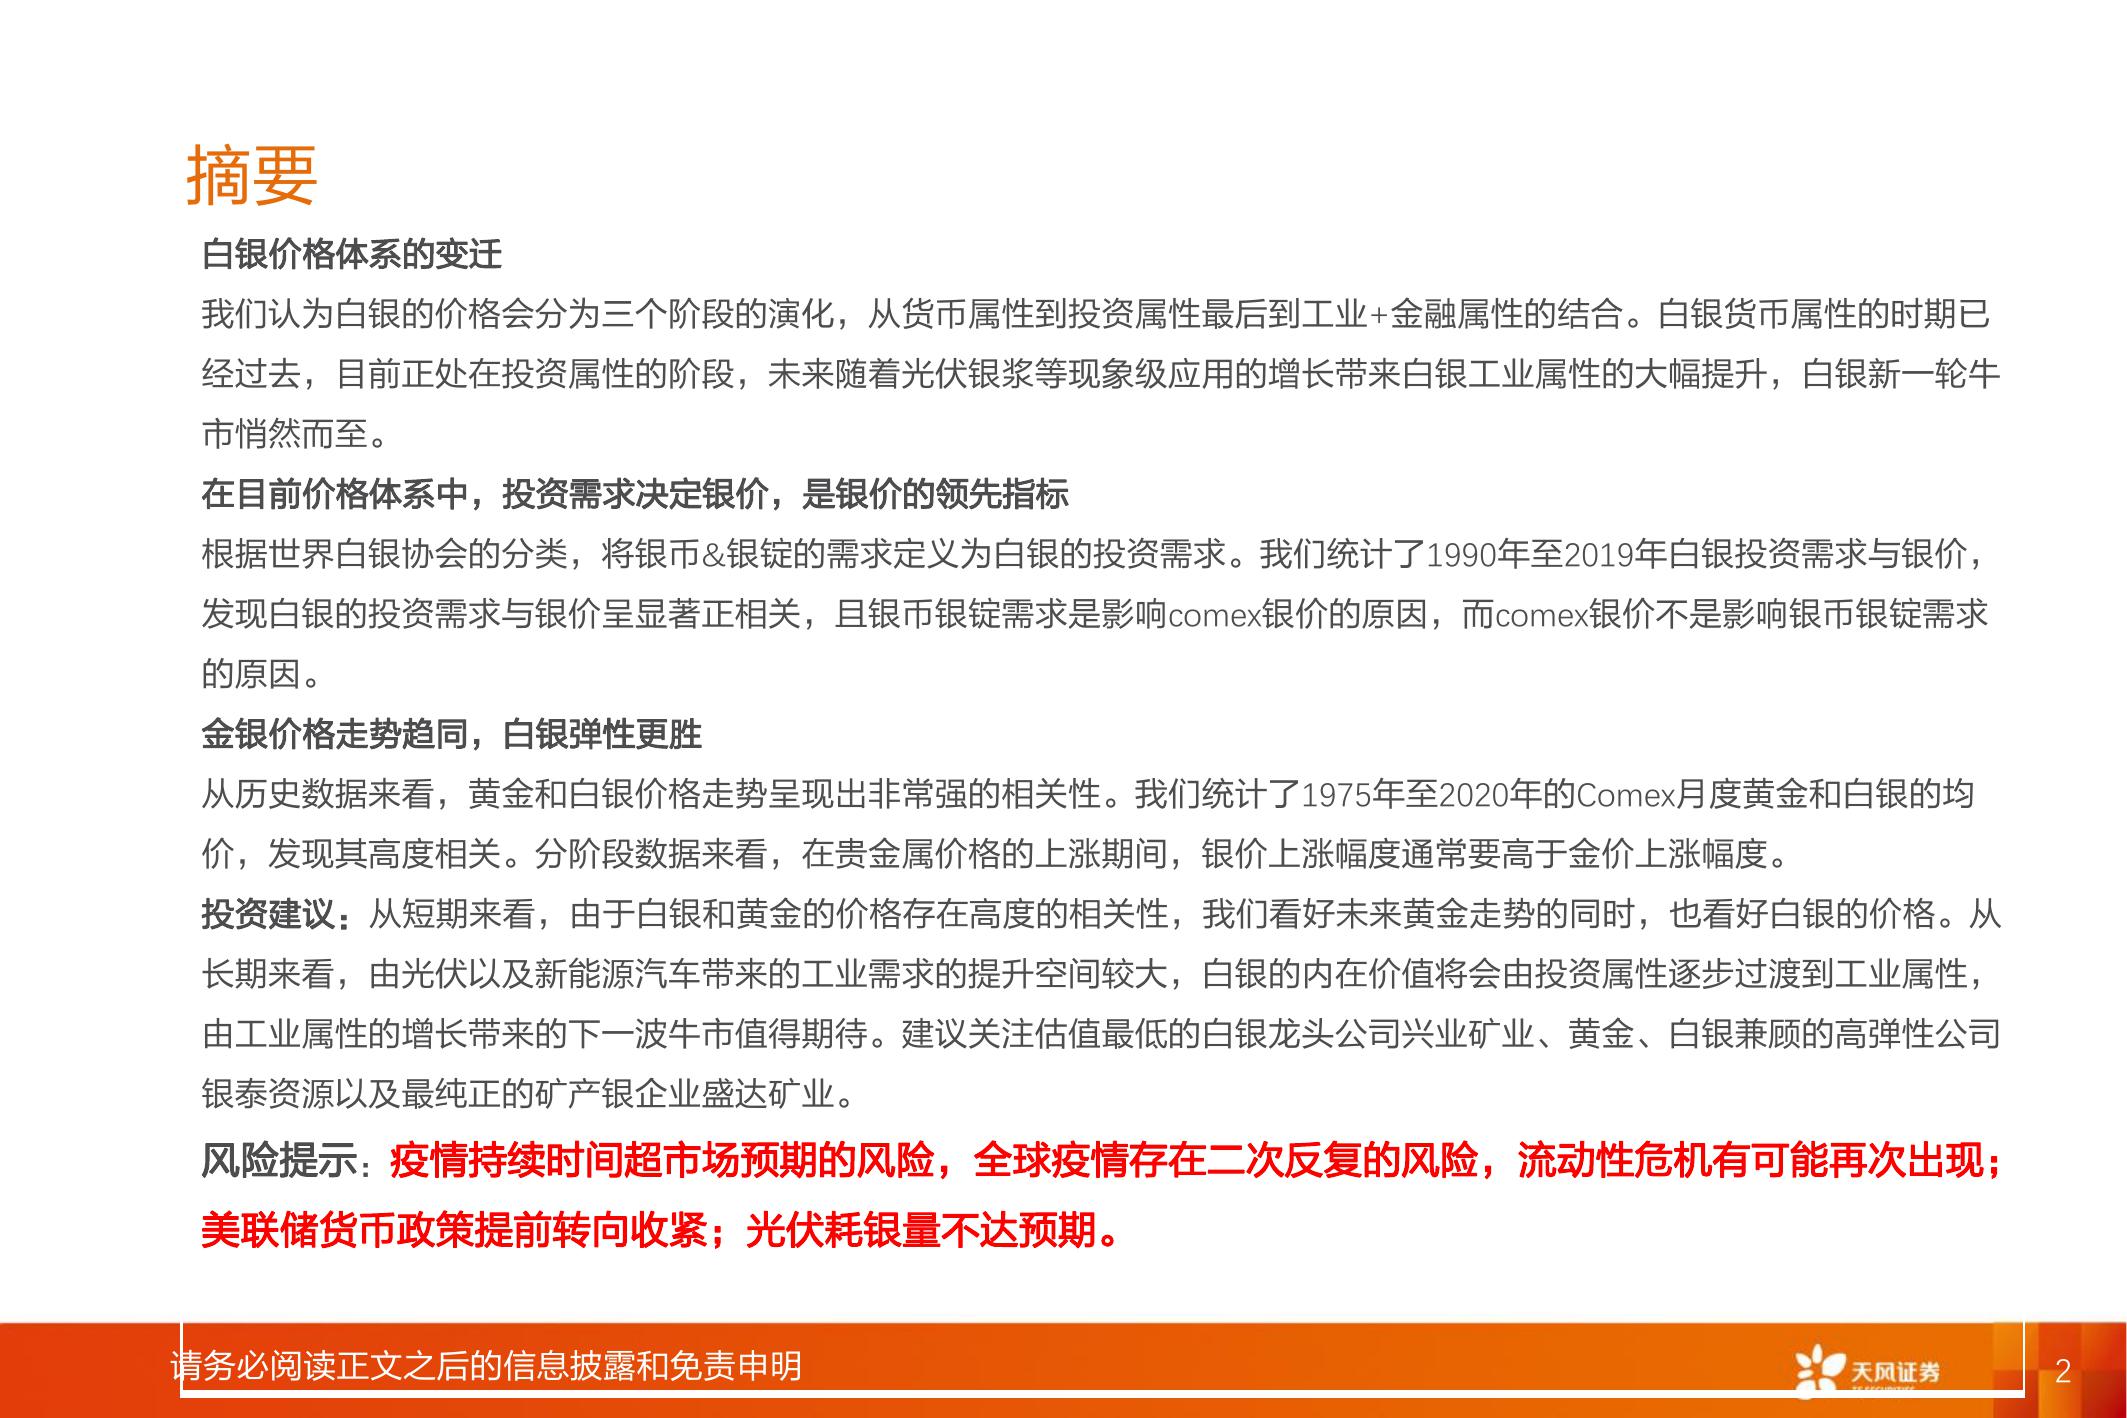 摘要
白银价格体系的变迁
我们认为白银的价格会分为三个阶段的演化，从货币属性到投资属性最后到工业+金融属性的结合。白银货币属性的时期已
经过去，目前正处在投资属性的阶段，未来随着光伏银浆等现象级应用的增长带来白银工业属性的大幅提升，白银新一轮牛
市悄然而至。
在目前价格体系中，投资需求决定银价，是银价的领先指标
根据世界白银协会的分类，将银币&银锭的需求定义为白银的投资需求。我们统计了1990年至2019年白银投资需求与银价，
发现白银的投资需求与银价呈显著正相关，且银币银锭需求是影响comex银价的原因，而comex银价不是影响银币银锭需求
的原因。
金银价格走势趋同，白银弹性更胜
从历史数据来看，黄金和白银价格走势呈现出非常强的相关性。我们统计了1975年至2020年的Comex月度黄金和白银的均
价，发现其高度相关。分阶段数据来看，在贵金属价格的上涨期间，银价上涨幅度通常要高于金价上涨幅度。
投资建议：从短期来看，由于白银和黄金的价格存在高度的相关性，我们看好未来黄金走势的同时，也看好白银的价格。从
长期来看，由光伏以及新能源汽车带来的工业需求的提升空间较大，白银的内在价值将会由投资属性逐步过渡到工业属性，
由工业属性的增长带来的下一波牛市值得期待。建议关注估值最低的白银龙头公司兴业矿业、黄金、白银兼顾的高弹性公司
银泰资源以及最纯正的矿产银企业盛达矿业。
风险提示：疫情持续时间超市场预期的风险，全球疫情存在二次反复的风险，流动性危机有可能再次出现；
美联储货币政策提前转向收紧；光伏耗银量不达预期。
请务必阅读正文之后的信息披露和免责申明
天风证券
2